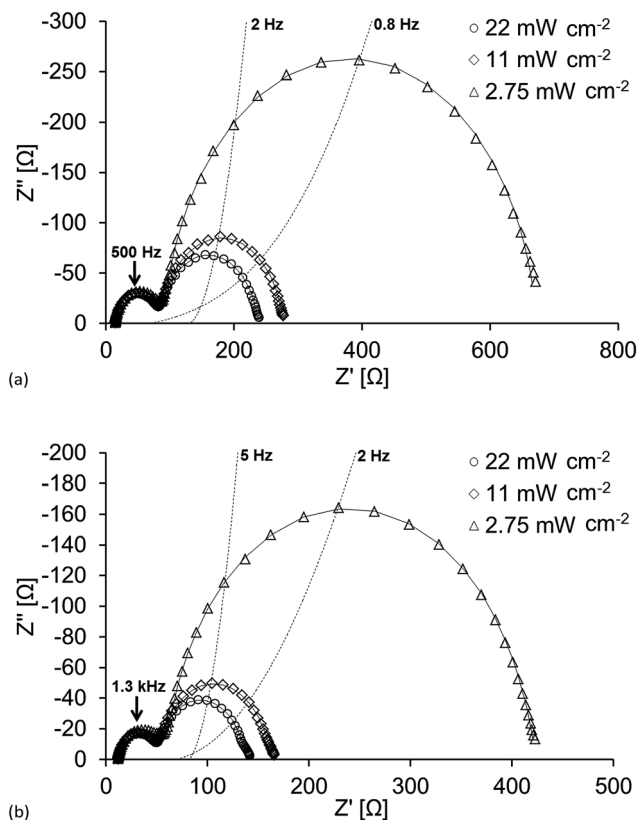 -300
2 Hz
0.8 Hz
22 mW cm-2
11 mW cm-2
2.75 mW cm-2
-250
-200
-150
-100
500 Hz
-50
0
0 200 400 600 800
Z'' [Ω]
Z' [Ω]
(a)
-200
5 Hz
2 Hz
22 mW cm-2
11 mW cm-2
2.75 mW cm-2
-180
-160
-140
-120
-100
-80
-60
1.3 kHz
-40
-20
0
0 100 200 300 400 500
Z'' [Ω]
Z' [Ω]
(b)